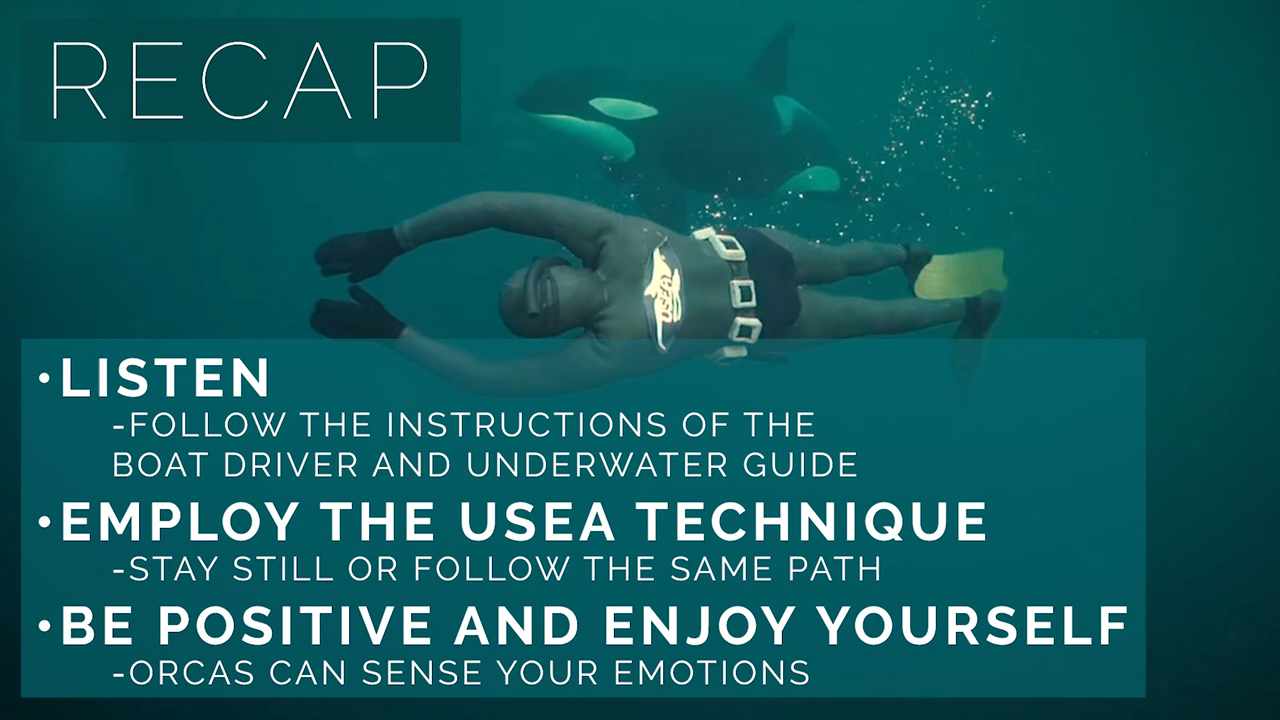 RECAP
USEA
•LISTEN
-FOLLOW THE INSTRUCTIONS OF THE
BOAT DRIVER AND UNDERWATER GUIDE
•EMPLOY THE USEA TECHNIQUE
-STAY STILL OR FOLLOW THE SAME PATH
•BE POSITIVE AND ENJOY YOURSELF
-ORCAS CAN SENSE YOUR EMOTIONS